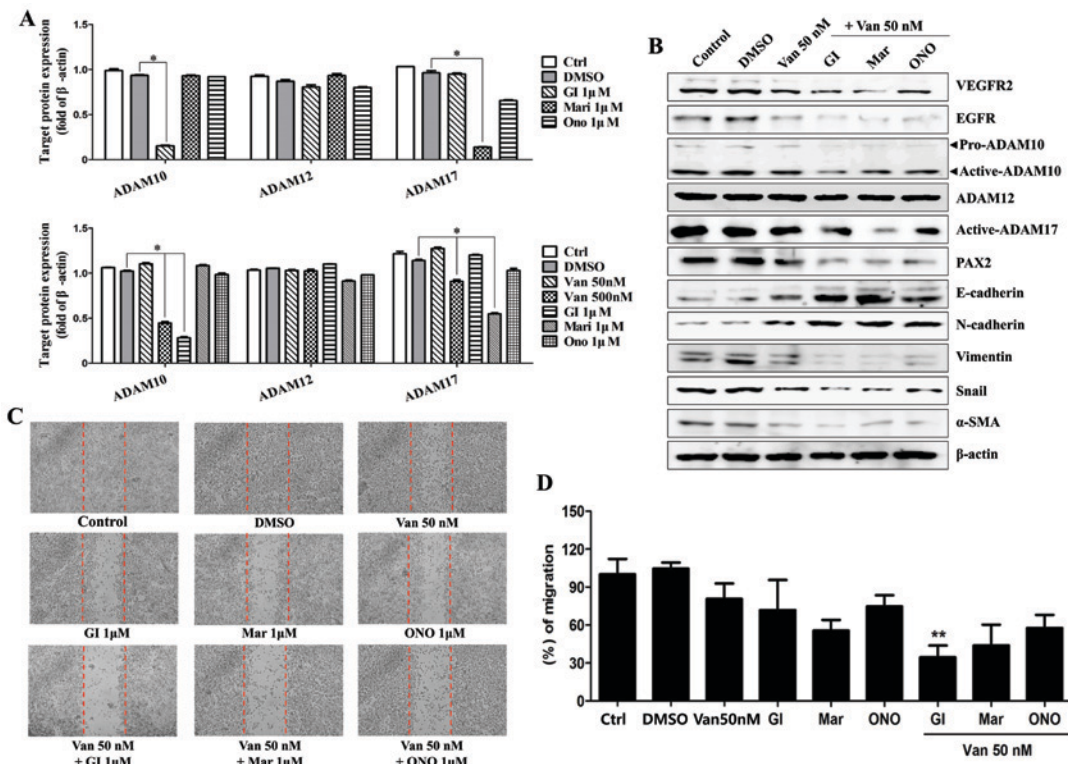 A
Target protein expression
(fold of β -actin)
1.5
1.0
0.5
0.0
*
*
ADAM10
ADAM12
ADAM17
Ctrl
DMSO
GI 1μM
Mari 1μM
Ono 1μM
Target protein expression
(fold of β -actin)
1.5
1.0
0.5
0.0
*
*
ADAM10
ADAM12
ADAM17
Ctrl
DMSO
Van 50nM
Van 500nM
GI 1μM
Mari 1μM
Ono 1μM
B
+ Van 50 nM
Control
DMSO
Van 50 nM
GI
Mar
ONO
VEGFR2
EGFR
Pro-ADAM10
Active-ADAM10
ADAM12
Active-ADAM17
PAX2
E-cadherin
N-cadherin
Vimentin
Snail
α-SMA
β-actin
C
Control
DMSO
Van 50 nM
GI 1μM
Mar 1μM
ONO 1μM
Van 50 nM
+ GI 1μM
Van 50 nM
+ Mar 1μM
Van 50 nM
+ ONO 1μM
D
(%) of migration
150
120
90
60
30
0
**
Ctrl
DMSO
Van50nM
GI
Mar
ONO
GI
Mar
ONO
Van 50 nM